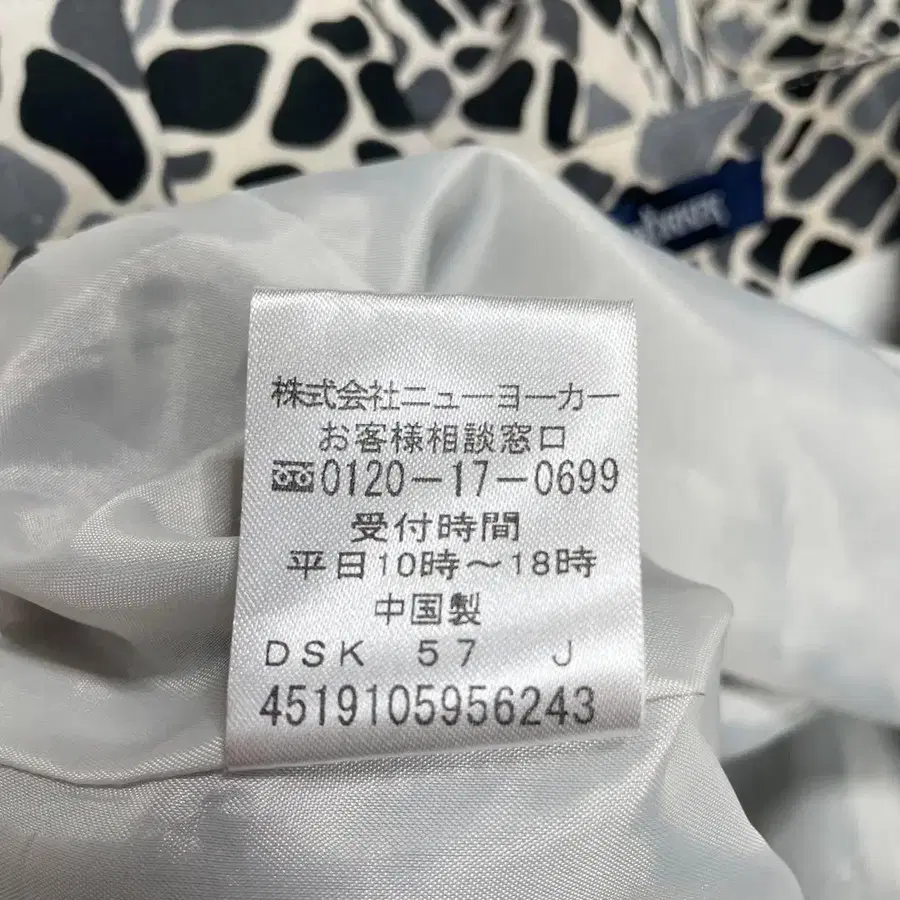 株式会社ニューヨーカー
お客様相談窓口
0120-17-0699
受付時間
平日10時～18時
中国製
DSK 57 J
4519105956243